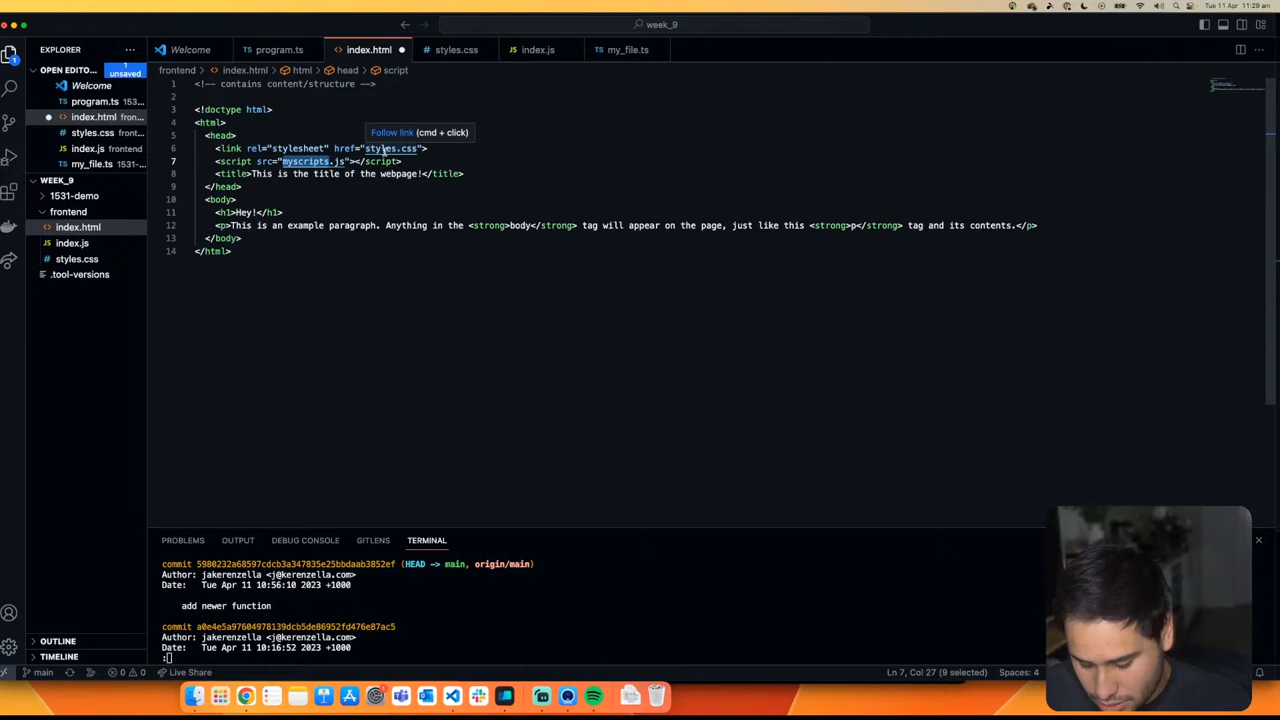 Tue 11 Apr 11:29 am
week_9
EXPLORER
Welcome
program.ts
index.html
styles.css
index.js
my_file.ts
OPEN EDITO...
1 unsaved
frontend
index.html
html
head
script
Welcome
program.ts 153...
index.html fron...
styles.css front...
index.js frontend
my_file.ts 1531-...
WEEK_9
1531-demo
frontend
index.html
index.js
styles.css
.tool-versions
OUTLINE
TIMELINE
1 <!-- contains content/structure -->
2
3 <!doctype html>
4 <html>
5 <head>
Follow link (cmd + click)
6 <link rel="stylesheet" href="styles.css">
7 <script src="myscripts.js"></script>
8 <title>This is the title of the webpage!</title>
9 </head>
10 <body>
11 <h1>Hey!</h1>
12 <p>This is an example paragraph. Anything in the <strong>body</strong> tag will appear on the page, just like this <strong>p</strong> tag and its contents.</p>
13 </body>
14 </html>
PROBLEMS OUTPUT DEBUG CONSOLE GITLENS TERMINAL
commit 5980232a68597cdcb3a347835e25bbdaab3852ef (HEAD -> main, origin/main)
Author: jakerenzella <j@kerenzella.com>
Date: Tue Apr 11 10:56:10 2023 +1000
add newer function
commit a0e4e5a97604978139dcb5de86952fd476e87ac5
Author: jakerenzella <j@kerenzella.com>
Date: Tue Apr 11 10:16:52 2023 +1000
:
main
0
0
Live Share
Ln 7, Col 27 (9 selected)
Spaces: 4